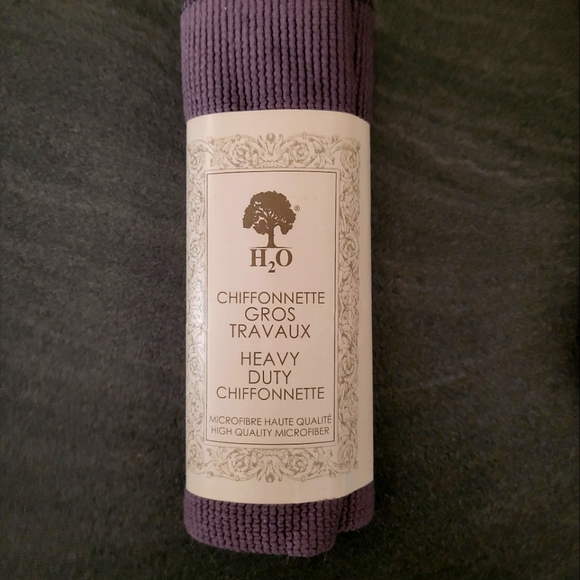 ®
H₂O
CHIFFONNETTE
GROS
TRAVAUX
HEAVY
DUTY
CHIFFONNETTE
MICROFIBRE HAUTE QUALITÉ
HIGH QUALITY MICROFIBER